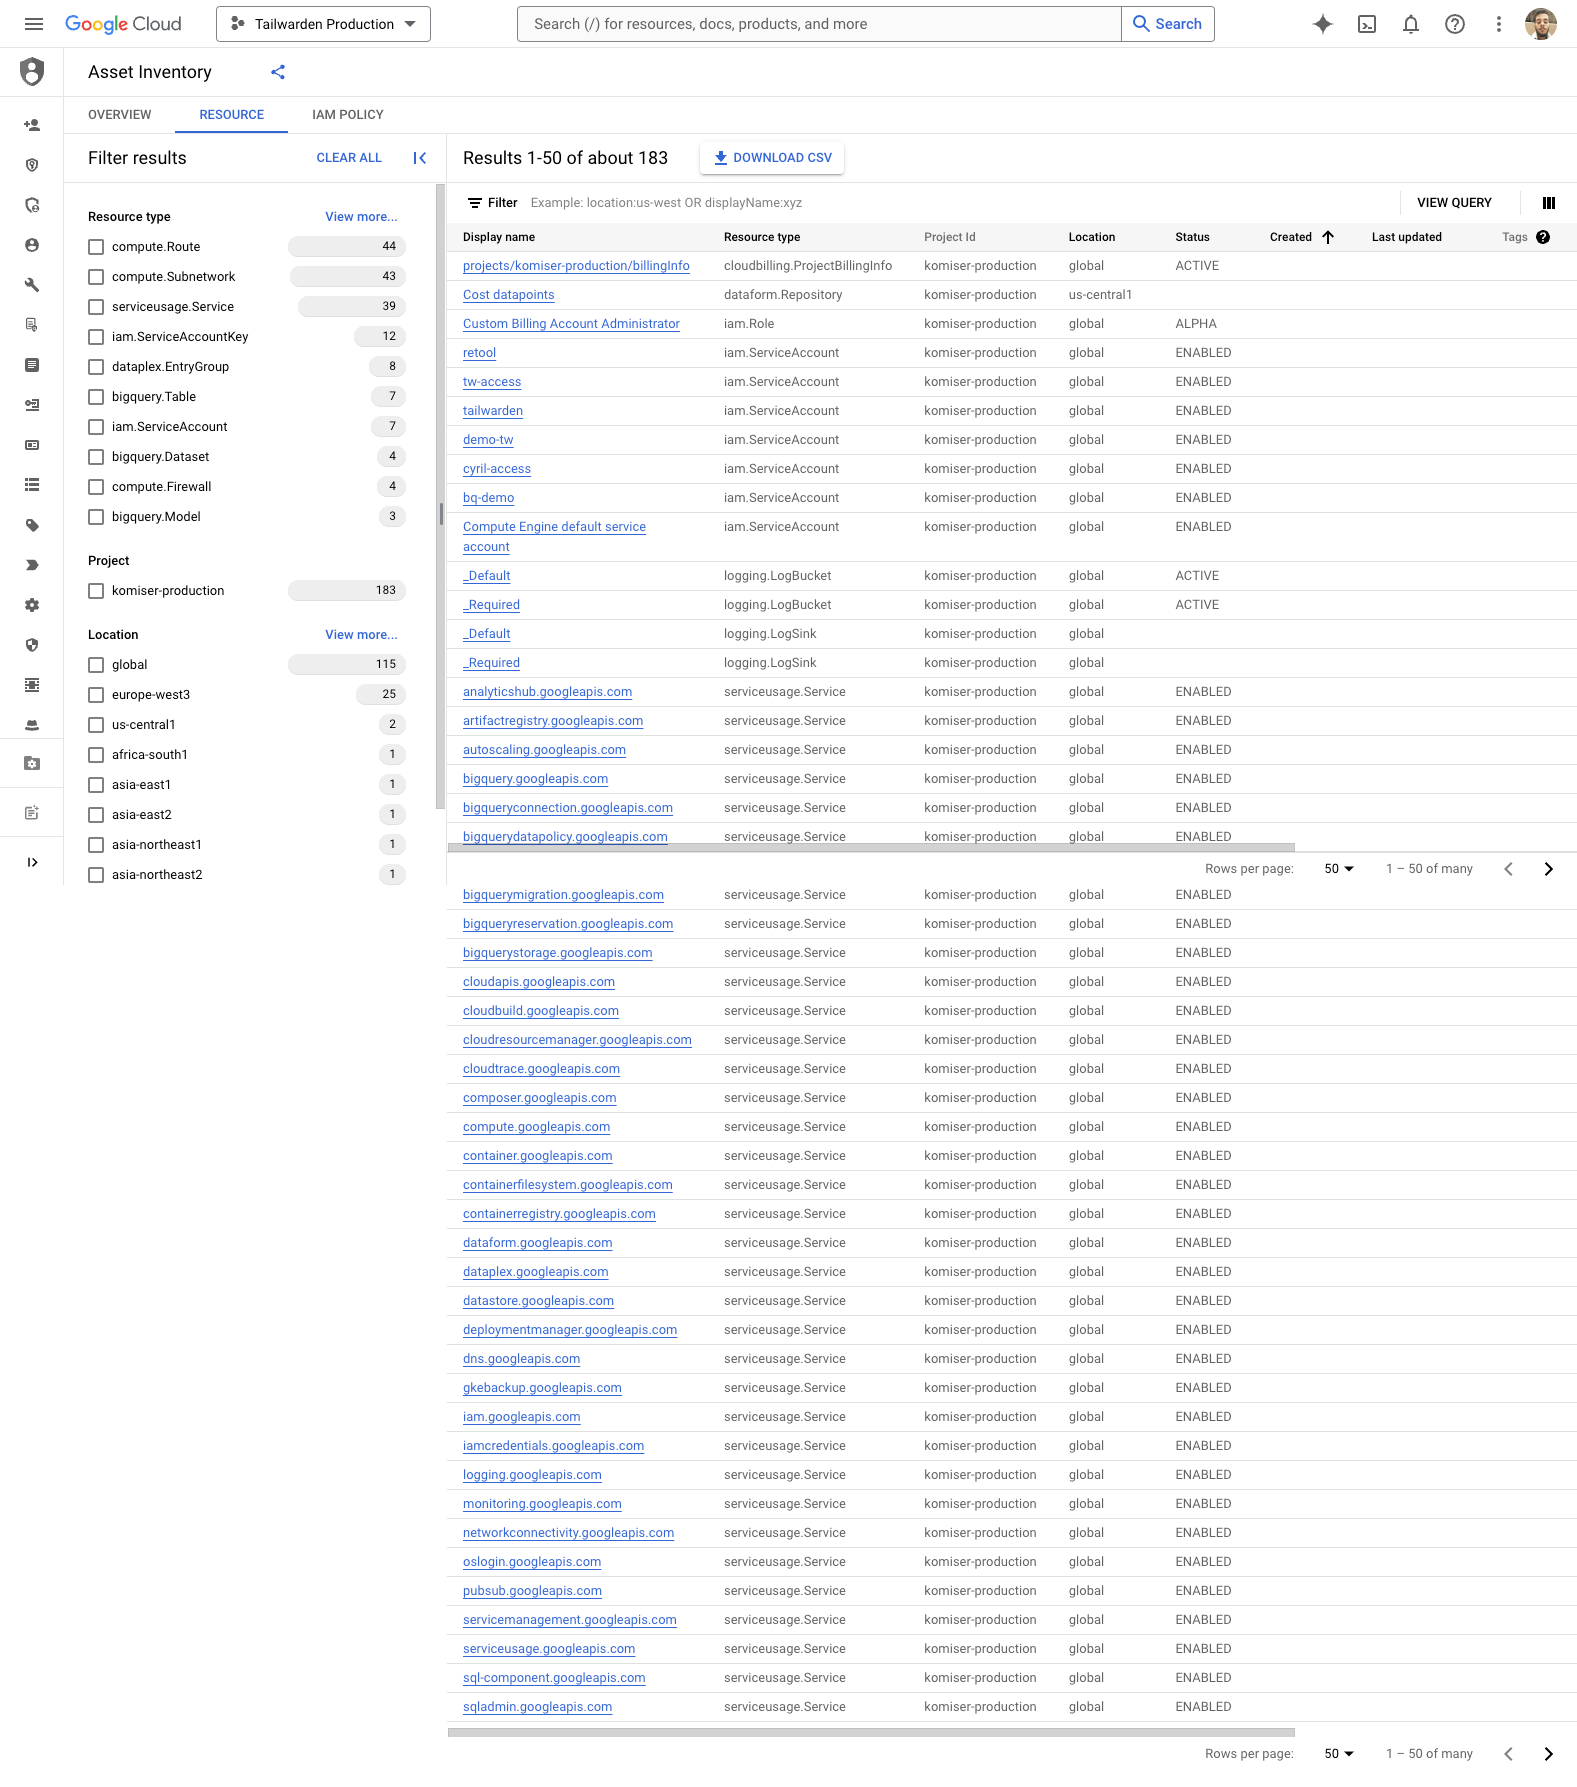 Google Cloud
Tailwarden Production
Search (/) for resources, docs, products, and more
Search
Asset Inventory
OVERVIEW
RESOURCE
IAM POLICY
Filter results
CLEAR ALL
Resource type
View more...
compute.Route 44
compute.Subnetwork 43
serviceusage.Service 39
iam.ServiceAccountKey 12
dataplex.EntryGroup 8
bigquery.Table 7
iam.ServiceAccount 7
bigquery.Dataset 4
compute.Firewall 4
bigquery.Model 3
Project
komiser-production 183
Location
View more...
global 115
europe-west3 25
us-central1 2
africa-south1 1
asia-east1 1
asia-east2 1
asia-northeast1 1
asia-northeast2 1
Results 1-50 of about 183
DOWNLOAD CSV
Filter
Example: location:us-west OR displayName:xyz
VIEW QUERY
Display name Resource type Project Id Location Status Created Last updated Tags
projects/komiser-production/billingInfo cloudbilling.ProjectBillingInfo komiser-production global ACTIVE
Cost datapoints dataform.Repository komiser-production us-central1
Custom Billing Account Administrator iam.Role komiser-production global ALPHA
retool iam.ServiceAccount komiser-production global ENABLED
tw-access iam.ServiceAccount komiser-production global ENABLED
tailwarden iam.ServiceAccount komiser-production global ENABLED
demo-tw iam.ServiceAccount komiser-production global ENABLED
cyril-access iam.ServiceAccount komiser-production global ENABLED
bq-demo iam.ServiceAccount komiser-production global ENABLED
Compute Engine default service iam.ServiceAccount komiser-production global ENABLED
account
_Default logging.LogBucket komiser-production global ACTIVE
_Required logging.LogBucket komiser-production global ACTIVE
_Default logging.LogSink komiser-production global
_Required logging.LogSink komiser-production global
analyticshub.googleapis.com serviceusage.Service komiser-production global ENABLED
artifactregistry.googleapis.com serviceusage.Service komiser-production global ENABLED
autoscaling.googleapis.com serviceusage.Service komiser-production global ENABLED
bigquery.googleapis.com serviceusage.Service komiser-production global ENABLED
bigqueryconnection.googleapis.com serviceusage.Service komiser-production global ENABLED
bigquerydatapolicy.googleapis.com serviceusage.Service komiser-production global ENABLED
Rows per page: 50 1 – 50 of many
bigquerymigration.googleapis.com serviceusage.Service komiser-production global ENABLED
bigqueryreservation.googleapis.com serviceusage.Service komiser-production global ENABLED
bigquerystorage.googleapis.com serviceusage.Service komiser-production global ENABLED
cloudapis.googleapis.com serviceusage.Service komiser-production global ENABLED
cloudbuild.googleapis.com serviceusage.Service komiser-production global ENABLED
cloudresourcemanager.googleapis.com serviceusage.Service komiser-production global ENABLED
cloudtrace.googleapis.com serviceusage.Service komiser-production global ENABLED
composer.googleapis.com serviceusage.Service komiser-production global ENABLED
compute.googleapis.com serviceusage.Service komiser-production global ENABLED
container.googleapis.com serviceusage.Service komiser-production global ENABLED
containerfilesystem.googleapis.com serviceusage.Service komiser-production global ENABLED
containerregistry.googleapis.com serviceusage.Service komiser-production global ENABLED
dataform.googleapis.com serviceusage.Service komiser-production global ENABLED
dataplex.googleapis.com serviceusage.Service komiser-production global ENABLED
datastore.googleapis.com serviceusage.Service komiser-production global ENABLED
deploymentmanager.googleapis.com serviceusage.Service komiser-production global ENABLED
dns.googleapis.com serviceusage.Service komiser-production global ENABLED
gkebackup.googleapis.com serviceusage.Service komiser-production global ENABLED
iam.googleapis.com serviceusage.Service komiser-production global ENABLED
iamcredentials.googleapis.com serviceusage.Service komiser-production global ENABLED
logging.googleapis.com serviceusage.Service komiser-production global ENABLED
monitoring.googleapis.com serviceusage.Service komiser-production global ENABLED
networkconnectivity.googleapis.com serviceusage.Service komiser-production global ENABLED
oslogin.googleapis.com serviceusage.Service komiser-production global ENABLED
pubsub.googleapis.com serviceusage.Service komiser-production global ENABLED
servicemanagement.googleapis.com serviceusage.Service komiser-production global ENABLED
serviceusage.googleapis.com serviceusage.Service komiser-production global ENABLED
sql-component.googleapis.com serviceusage.Service komiser-production global ENABLED
sqladmin.googleapis.com serviceusage.Service komiser-production global ENABLED
Rows per page: 50 1 – 50 of many